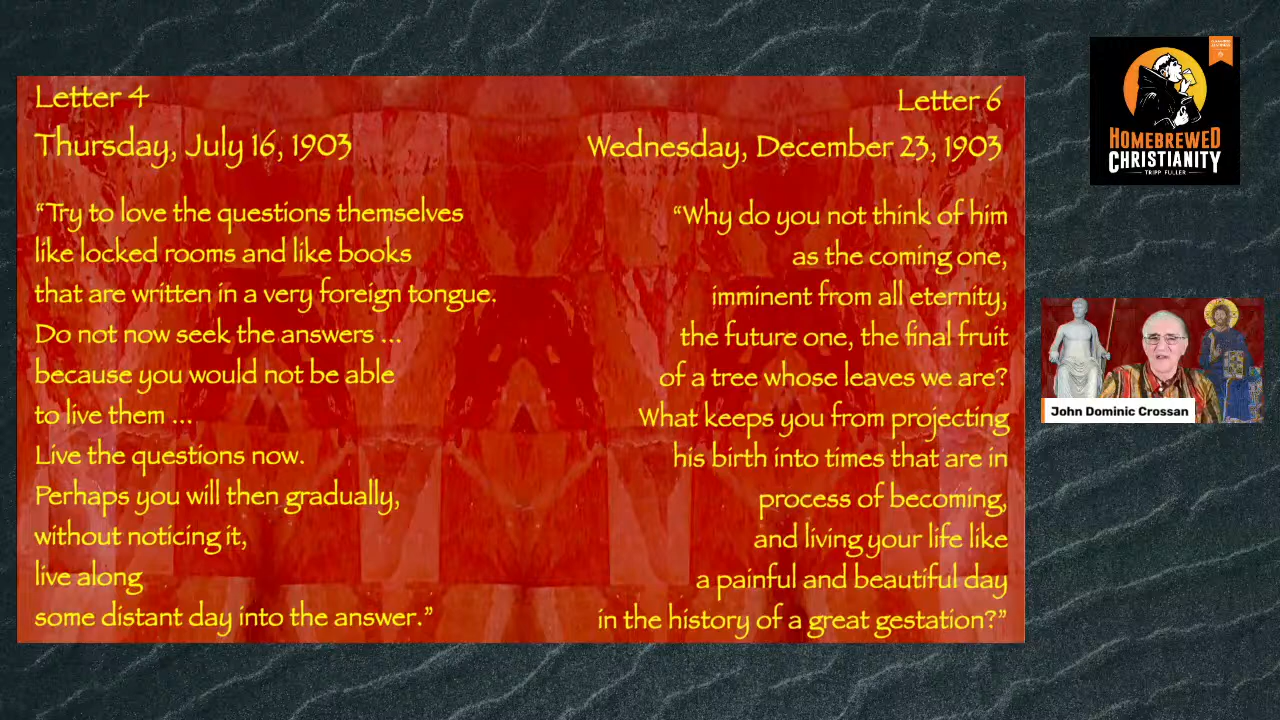 Letter 4
Thursday, July 16, 1903
“Try to love the questions themselves
like locked rooms and like books
that are written in a very foreign tongue.
Do not now seek the answers ...
because you would not be able
to live them ...
Live the questions now.
Perhaps you will then gradually,
without noticing it,
live along
some distant day into the answer.”
Letter 6
Wednesday, December 23, 1903
“Why do you not think of him
as the coming one,
imminent from all eternity,
the future one, the final fruit
of a tree whose leaves we are?
What keeps you from projecting
his birth into times that are in
process of becoming,
and living your life like
a painful and beautiful day
in the history of a great gestation?”
HOMEBREWED
CHRISTIANITY
TRIPP FULLER
John Dominic Crossan